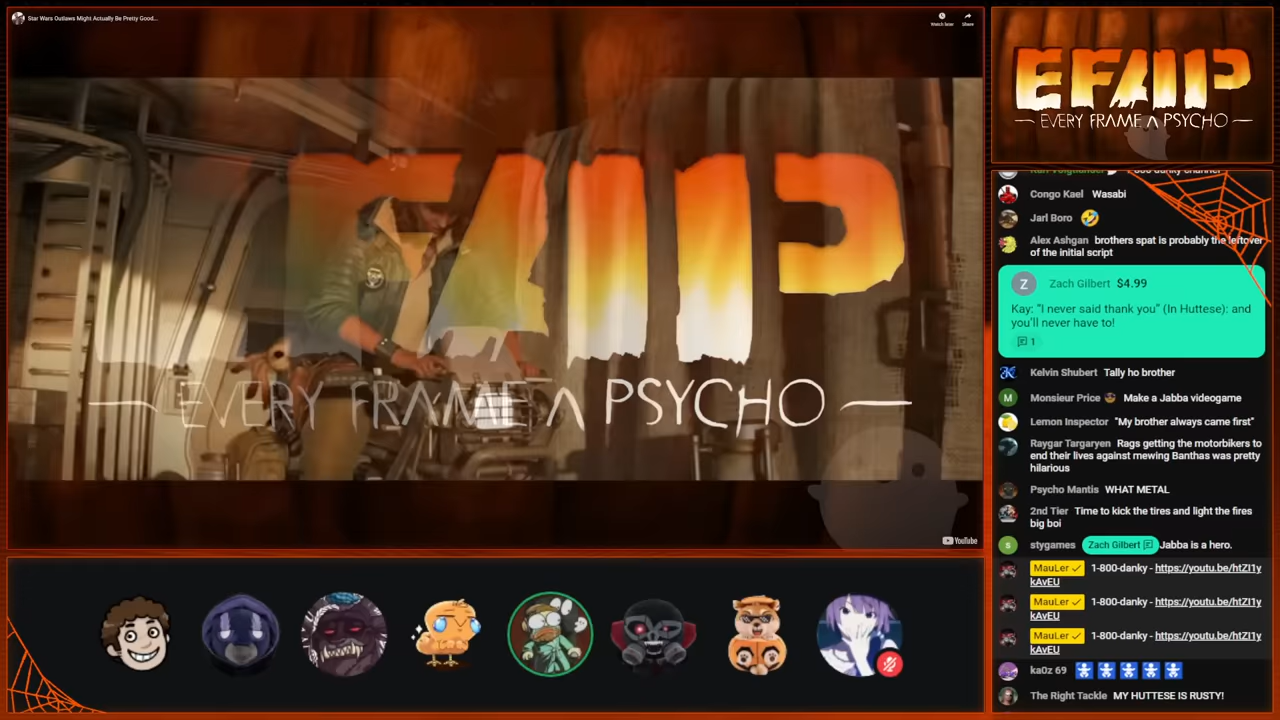 Star Wars Outlaws Might Actually Be Pretty Good...
Watch later
Share
EFAP
EVERY FRAME A PSYCHO
YouTube
EFAP
EVERY FRAME A PSYCHO
Congo Kael Wasabi
Jarl Boro 🤣
Alex Ashgan brothers spat is probably the leftover
of the initial script
Z
Zach Gilbert $4.99
Kay: "I never said thank you" (In Huttese): and
you'll never have to!
1
Kelvin Shubert Tally ho brother
M
Monsieur Price Make a Jabba videogame
Lemon Inspector "My brother always came first"
Raygar Targaryen Rags getting the motorbikers to
end their lives against mewing Banthas was pretty
hilarious
Psycho Mantis WHAT METAL
2nd Tier Time to kick the tires and light the fires
big boi
s
stygames Zach Gilbert Jabba is a hero.
MauLer 1-800-danky - https://youtu.be/htZI1y
kAvEU
MauLer 1-800-danky - https://youtu.be/htZI1y
kAvEU
MauLer 1-800-danky - https://youtu.be/htZI1y
kAvEU
ka0z 69
The Right Tackle MY HUTTESE IS RUSTY!